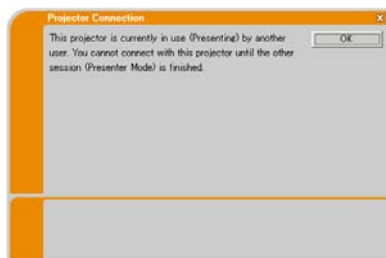 Projector Connection
X
This projector is currently in use (Presenting) by another
user. You cannot connect with this projector until the other
session (Presenter Mode) is finished.
OK